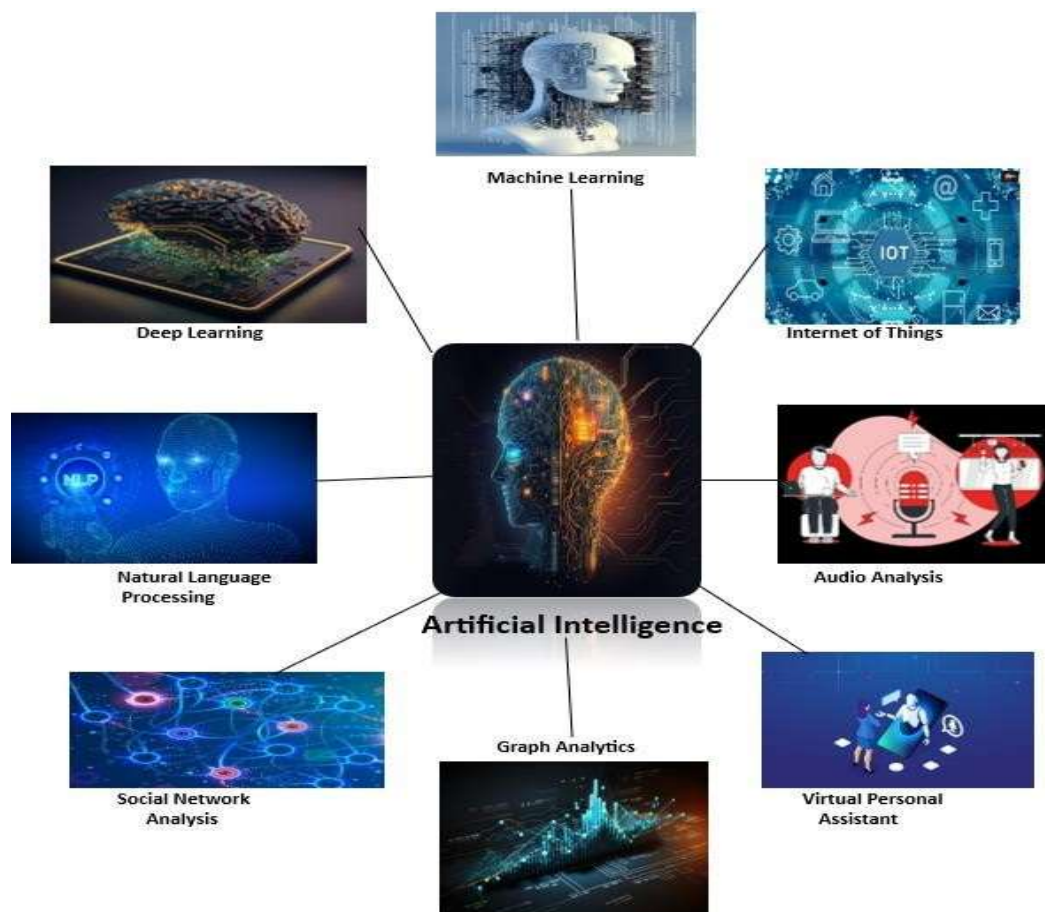 Machine Learning
Deep Learning
IOT
@
Internet of Things
NLP
Natural Language
Processing
Audio Analysis
Artificial Intelligence
Social Network
Analysis
Graph Analytics
Virtual Personal
Assistant